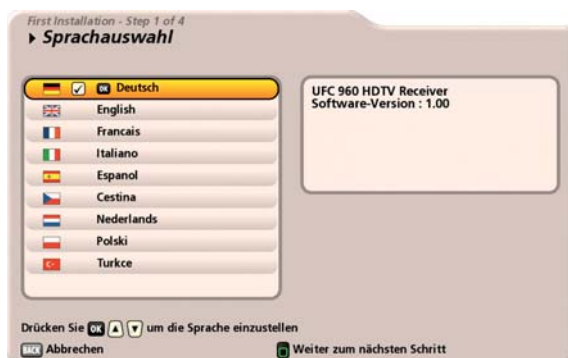 First Installation - Step 1 of 4
Sprachauswahl
OK Deutsch
English
Francais
Italiano
Espanol
Cestina
Nederlands
Polski
Turkce
UFC 960 HDTV Receiver
Software-Version : 1.00
Drücken Sie OK um die Sprache einzustellen
BACK Abbrechen
Weiter zum nächsten Schritt